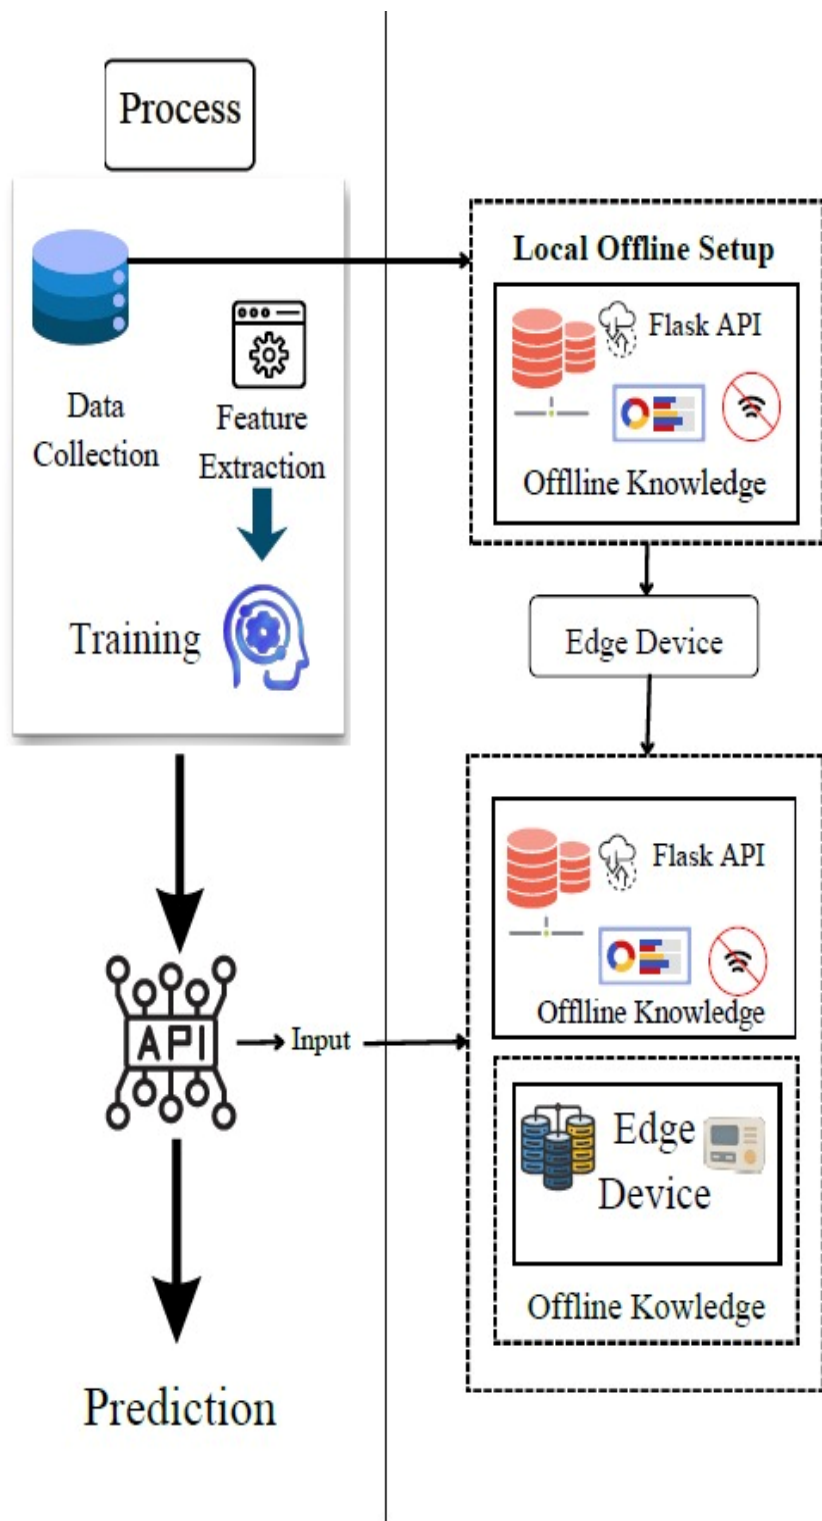 Process
Data
Collection
Feature
Extraction
Training
API
Input
Prediction
Local Offline Setup
Flask API
Offlline Knowledge
Edge Device
Flask API
Offlline Knowledge
Edge
Device
Offline Kowledge